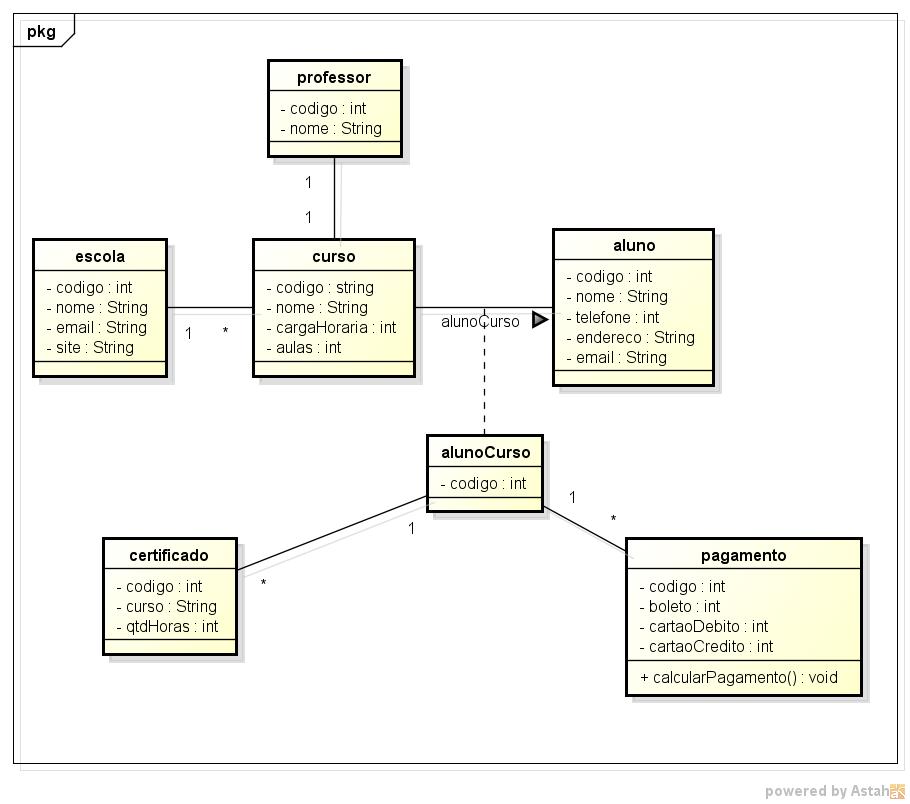 pkg
professor
- codigo : int
- nome : String
1
1
escola
- codigo : int
- nome : String
- email : String
- site : String
1
*
curso
- codigo : string
- nome : String
- cargaHoraria : int
- aulas : int
alunoCurso
aluno
- codigo : int
- nome : String
- telefone : int
- endereco : String
- email : String
alunoCurso
- codigo : int
1
*
1
*
certificado
- codigo : int
- curso : String
- qtdHoras : int
pagamento
- codigo : int
- boleto : int
- cartaoDebito : int
- cartaoCredito : int
+ calcularPagamento() : void
powered by Astah